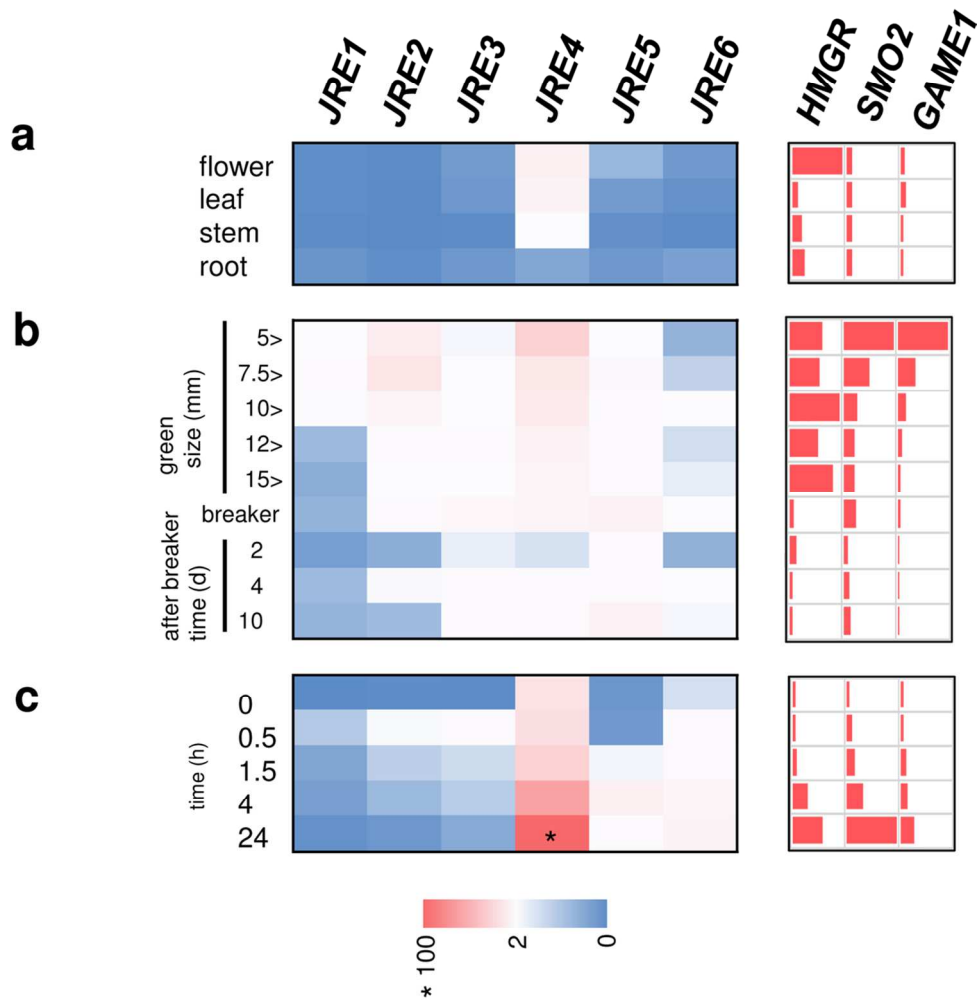 JRE1 JRE2 JRE3 JRE4 JRE5 JRE6 HMGR SMO2 GAME1
a
flower
leaf
stem
root
b
green
size (mm)
5>
7.5>
10>
12>
15>
breaker
after breaker
time (d)
2
4
10
c
time (h)
0
0.5
1.5
4
24
*
* 100 2 0